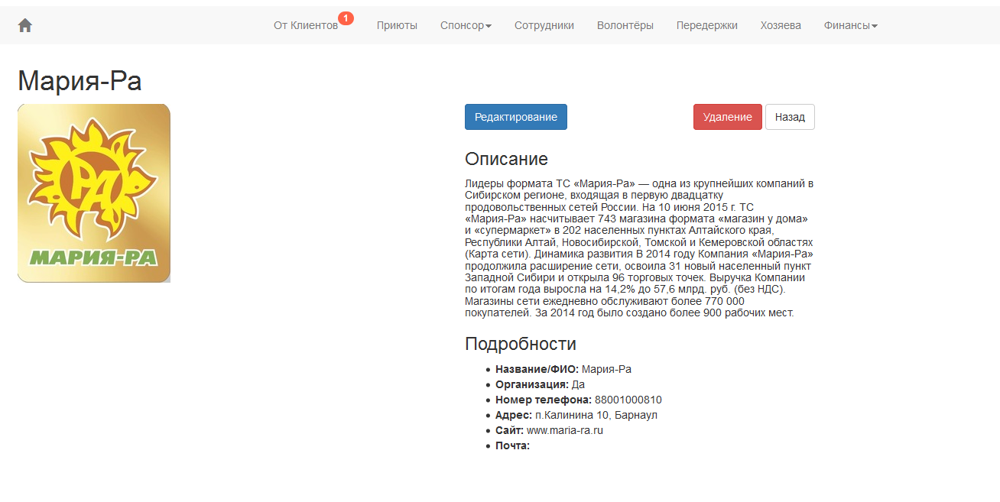 От Клиентов 1 Приюты Спонсор Сотрудники Волонтёры Передержки Хозяева Финансы
Мария-Ра
РА
МАРИЯ-РА
Редактирование Удаление Назад
Описание
Лидеры формата ТС «Мария-Ра» — одна из крупнейших компаний в
Сибирском регионе, входящая в первую двадцатку
продовольственных сетей России. На 10 июня 2015 г. ТС
«Мария-Ра» насчитывает 743 магазина формата «магазин у дома»
и «супермаркет» в 202 населенных пунктах Алтайского края,
Республики Алтай, Новосибирской, Томской и Кемеровской областях
(Карта сети). Динамика развития В 2014 году Компания «Мария-Ра»
продолжила расширение сети, освоила 31 новый населенный пункт
Западной Сибири и открыла 96 торговых точек. Выручка Компании
по итогам года выросла на 14,2% до 57,6 млрд. руб. (без НДС).
Магазины сети ежедневно обслуживают более 770 000
покупателей. За 2014 год было создано более 900 рабочих мест.
Подробности
Название/ФИО: Мария-Ра
Организация: Да
Номер телефона: 88001000810
Адрес: п.Калинина 10, Барнаул
Сайт: www.maria-ra.ru
Почта: